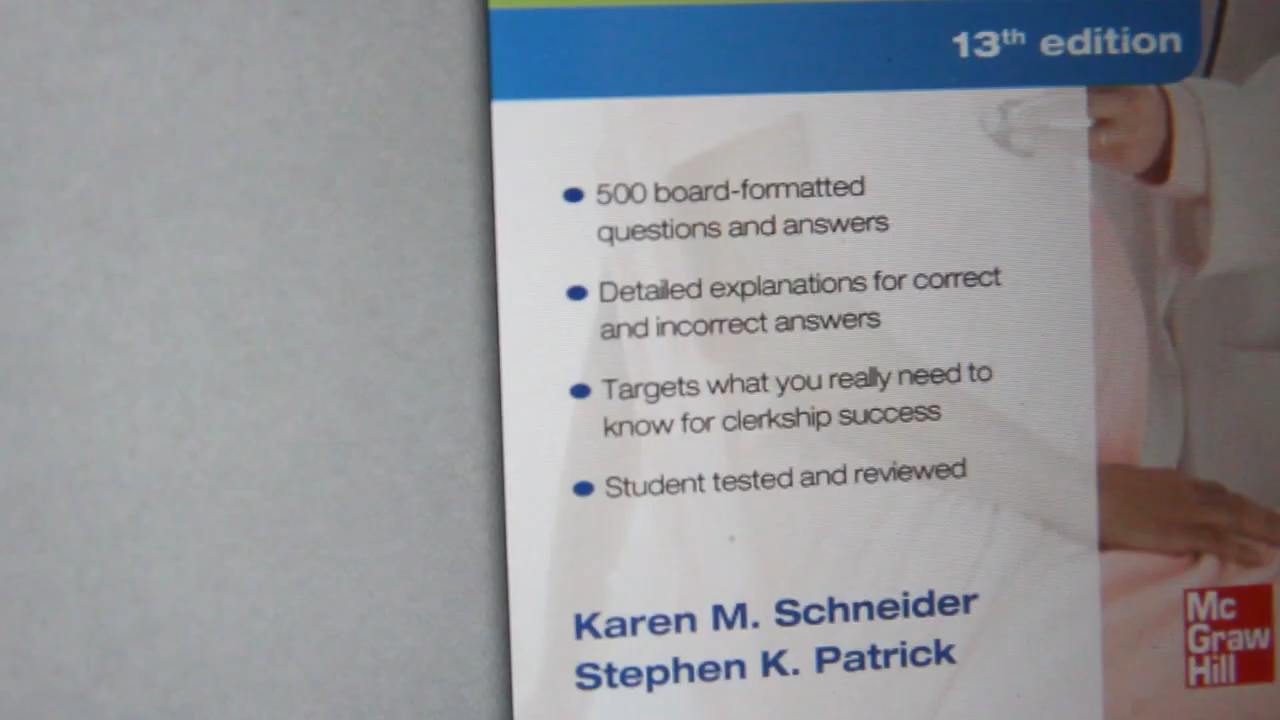 13th edition
500 board-formatted
questions and answers
Detailed explanations for correct
and incorrect answers
Targets what you really need to
know for clerkship success
Student tested and reviewed
Karen M. Schneider
Stephen K. Patrick
Mc
Graw
Hill